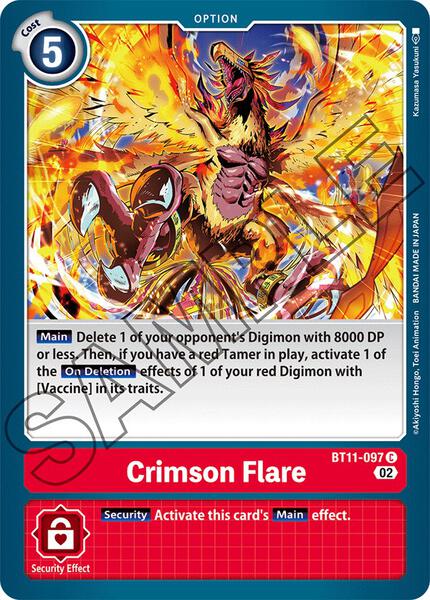 OPTION
Cost
5
Kazumasa Yasukuni
©Akiyoshi Hongo, Toei Animation BANDAI MADE IN JAPAN
SAMPLE
Main Delete 1 of your opponent's Digimon with 8000 DP
or less. Then, if you have a red Tamer in play, activate 1 of
the On Deletion effects of 1 of your red Digimon with
[Vaccine] in its traits.
BT11-097 C
Crimson Flare
02
Security Activate this card's Main effect.
Security Effect